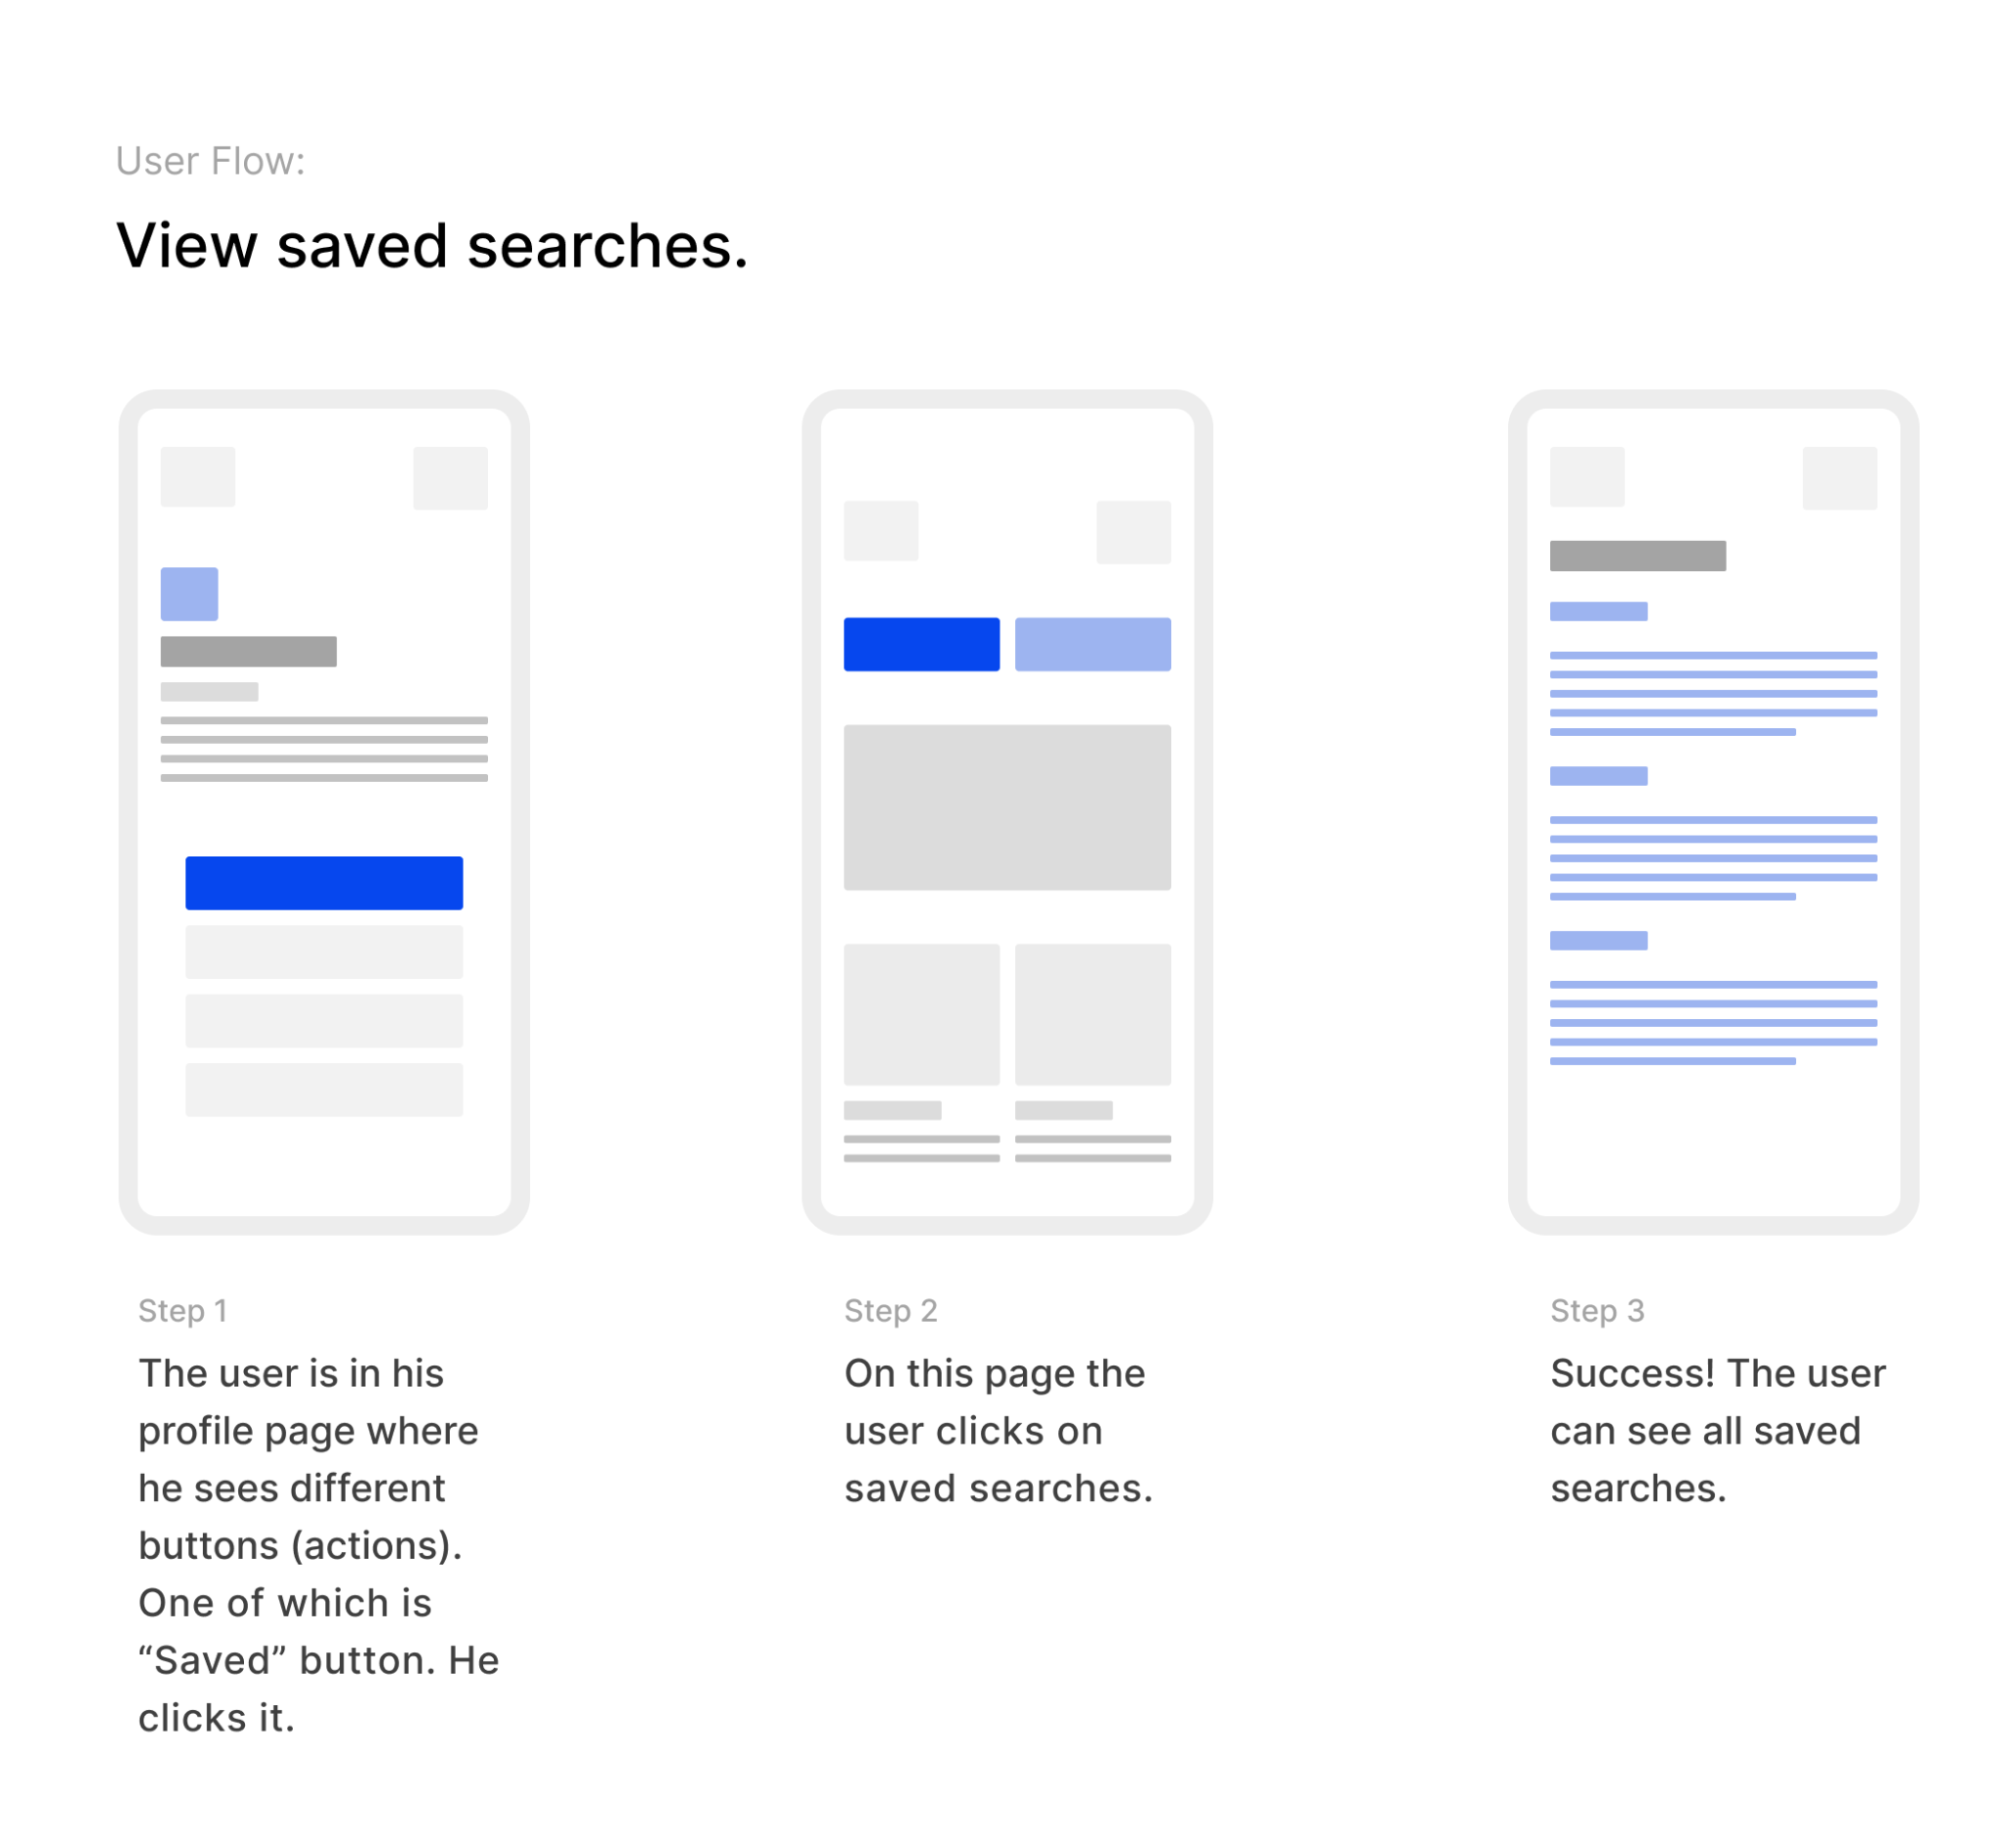 User Flow:
View saved searches.
Step 1
The user is in his
profile page where
he sees different
buttons (actions).
One of which is
“Saved” button. He
clicks it.
Step 2
On this page the
user clicks on
saved searches.
Step 3
Success! The user
can see all saved
searches.